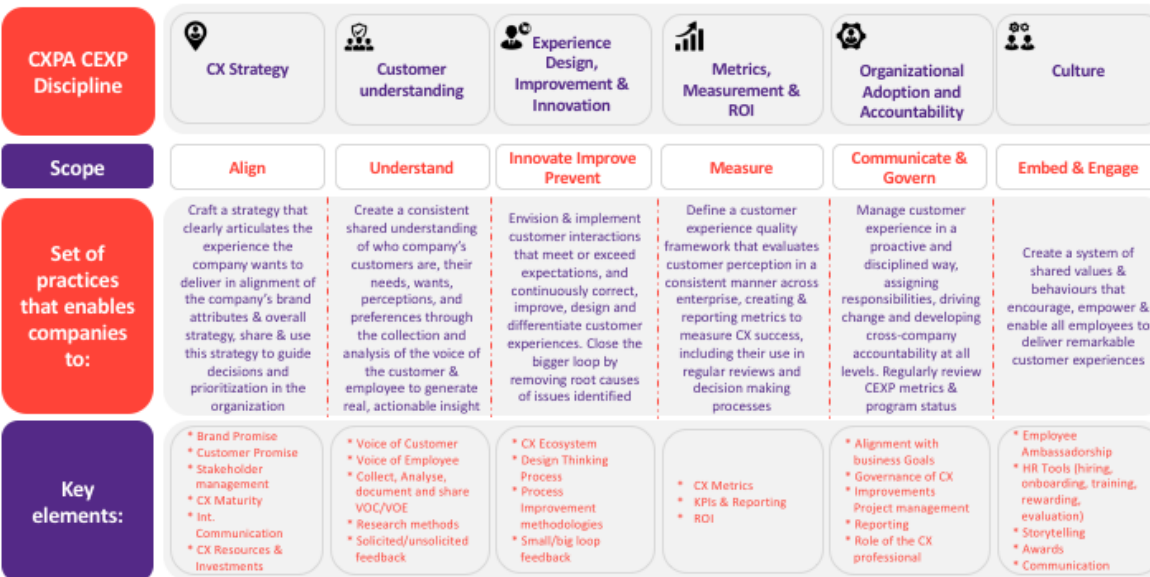 CXPA CEXP
Discipline
CX Strategy
Customer
understanding
Experience
Design,
Improvement &
Innovation
Metrics,
Measurement &
ROI
Organizational
Adoption and
Accountability
Culture
Scope
Align
Understand
Innovate Improve
Prevent
Measure
Communicate &
Govern
Embed & Engage
Set of
practices
that enables
companies
to:
Craft a strategy that
clearly articulates the
experience the
company wants to
deliver in alignment of
the company's brand
attributes & overall
strategy, share & use
this strategy to guide
decisions and
prioritization in the
organization
Create a consistent
shared understanding
of who company's
customers are, their
needs, wants,
perceptions, and
preferences through
the collection and
analysis of the voice of
the customer &
employee to generate
real, actionable insight
Envision & implement
customer interactions
that meet or exceed
expectations, and
continuously correct,
improve, design and
differentiate customer
experiences. Close the
bigger loop by
removing root causes
of issues identified
Define a customer
experience quality
framework that evaluates
customer perception in a
consistent manner across
enterprise, creating &
reporting metrics to
measure CX success,
including their use in
regular reviews and
decision making
processes
Manage customer
experience in a
proactive and
disciplined way,
assigning
responsibilities, driving
change and developing
cross-company
accountability at all
levels. Regularly review
CEXP metrics &
program status
Create a system of
shared values &
behaviours that
encourage, empower &
enable all employees to
deliver remarkable
customer experiences
Key
elements:
* Brand Promise
* Customer Promise
* Stakeholder
management
* CX Maturity
* Int.
Communication
* CX Resources &
Investments
* Voice of Customer
* Voice of Employee
* Collect, Analyse,
document and share
VOC/VOE
* Research methods
* Solicited/unsolicited
feedback
* CX Ecosystem
* Design Thinking
Process
* Process
Improvement
methodologies
* Small/big loop
feedback
* CX Metrics
* KPIs & Reporting
* ROI
* Alignment with
business Goals
* Governance of CX
* Improvements
Project management
* Reporting
* Role of the CX
professional
* Employee
Ambassadorship
* HR Tools (hiring,
onboarding, training,
rewarding,
evaluation)
* Storytelling
* Awards
* Communication